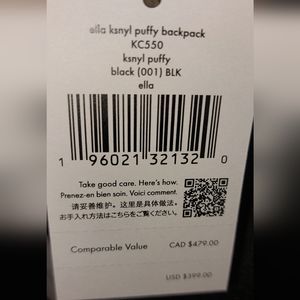 ella ksnyl puffy backpack
KC550
ksnyl puffy
black (001) BLK
ella
1 96021 32132 0
Take good care. Here's how.
Prenez-en bien soin. Voici comment.
请妥善维护。这里是具体做法。
お手入れ方法はこちらをご覧ください。
Comparable Value CAD $479.00
USD $399.00